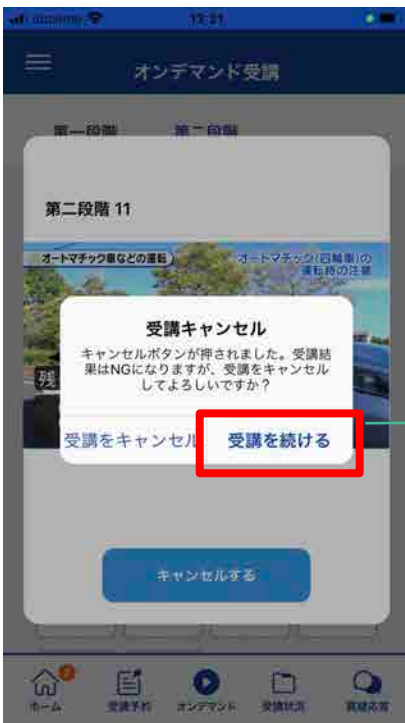 docomo 15:21
オンデマンド受講
第一段階 第二段階
第二段階 11
オートマチック車などの運転
オートマチック(四輪車)の
運転時の注意
残
受講キャンセル
キャンセルボタンが押されました。受講結
果はNGになりますが、受講をキャンセル
してよろしいですか?
受講をキャンセル 受講を続ける
キャンセルする
ホーム 受講予約 オンデマンド 受講状況 質疑応答